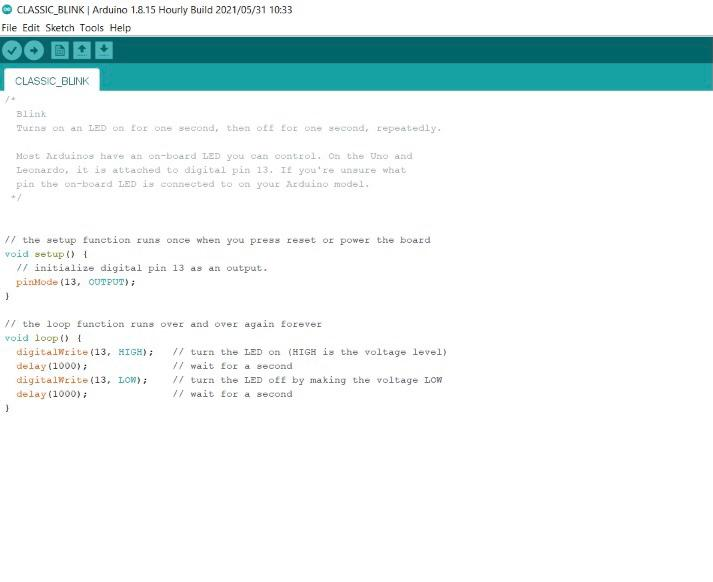 CLASSIC_BLINK | Arduino 1.8.15 Hourly Build 2021/05/31 10:33
File Edit Sketch Tools Help
CLASSIC_BLINK
/*
  Blink
  Turns on an LED on for one second, then off for one second, repeatedly.

  Most Arduinos have an on-board LED you can control. On the Uno and
  Leonardo, it is attached to digital pin 13. If you're unsure what
  pin the on-board LED is connected to on your Arduino model.
 */

// the setup function runs once when you press reset or power the board
void setup() {
  // initialize digital pin 13 as an output.
  pinMode(13, OUTPUT);
}

// the loop function runs over and over again forever
void loop() {
  digitalWrite(13, HIGH);   // turn the LED on (HIGH is the voltage level)
  delay(1000);              // wait for a second
  digitalWrite(13, LOW);    // turn the LED off by making the voltage LOW
  delay(1000);              // wait for a second
}